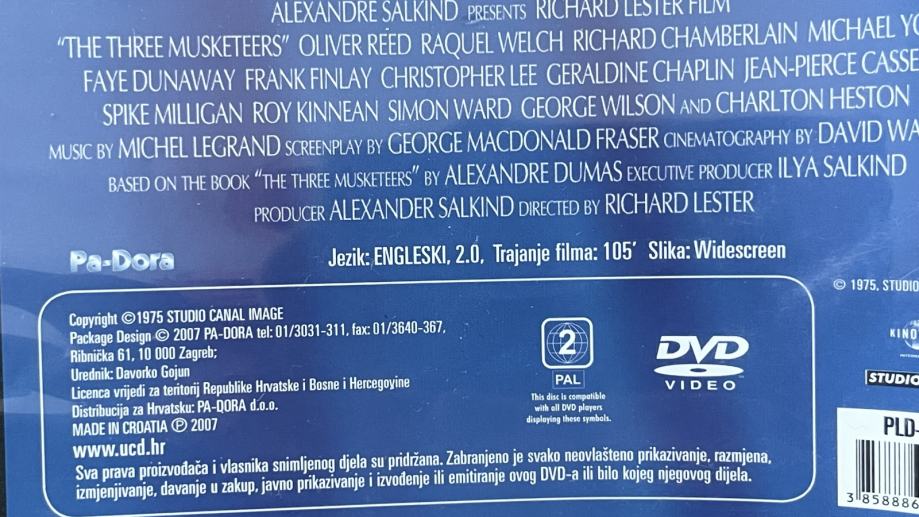 ALEXANDRE SALKIND PRESENTS RICHARD LESTER FILM
"THE THREE MUSKETEERS" OLIVER REED RAQUEL WELCH RICHARD CHAMBERLAIN MICHAEL
FAYE DUNAWAY FRANK FINLAY CHRISTOPHER LEE GERALDINE CHAPLIN JEAN-PIERCE CASSE
SPIKE MILLIGAN ROY KINNEAN SIMON WARD GEORGE WILSON AND CHARLTON HESTON
MUSIC BY MICHEL LEGRAND SCREENPLAY BY GEORGE MACDONALD FRASER CINEMATOGRAPHY BY DAVID WA
BASED ON THE BOOK "THE THREE MUSKETEERS" BY ALEXANDRE DUMAS EXECUTIVE PRODUCER ILYA SALKIND
PRODUCER ALEXANDER SALKIND DIRECTED BY RICHARD LESTER
Pa-Dora
Jezik: ENGLESKI, 2.0, Trajanje filma: 105' Slika: Widescreen
Copyright ©1975 STUDIO CANAL IMAGE
Package Design © 2007 PA-DORA tel: 01/3031-311, fax: 01/3640-367,
Ribnička 61, 10 000 Zagreb;
Urednik: Davorko Gojun
Licenca vrijedi za teritorij Republike Hrvatske i Bosne i Hercegovine
Distribucija za Hrvatsku: PA-DORA d.o.o.
MADE IN CROATIA ℗ 2007
www.ucd.hr
Sva prava proizvođača i vlasnika snimljenog djela su pridržana. Zabranjeno je svako neovlašteno prikazivanje, razmjena,
izmjenjivanje, davanje u zakup, javno prikazivanje i izvođenje ili emitiranje ovog DVD-a ili bilo kojeg njegovog dijela.
2
PAL
This disc is compatible
with all DVD players
displaying these symbols.
DVD
VIDEO
© 1975, STUDIO
KINO
STUDIO
PLD-
3 858886